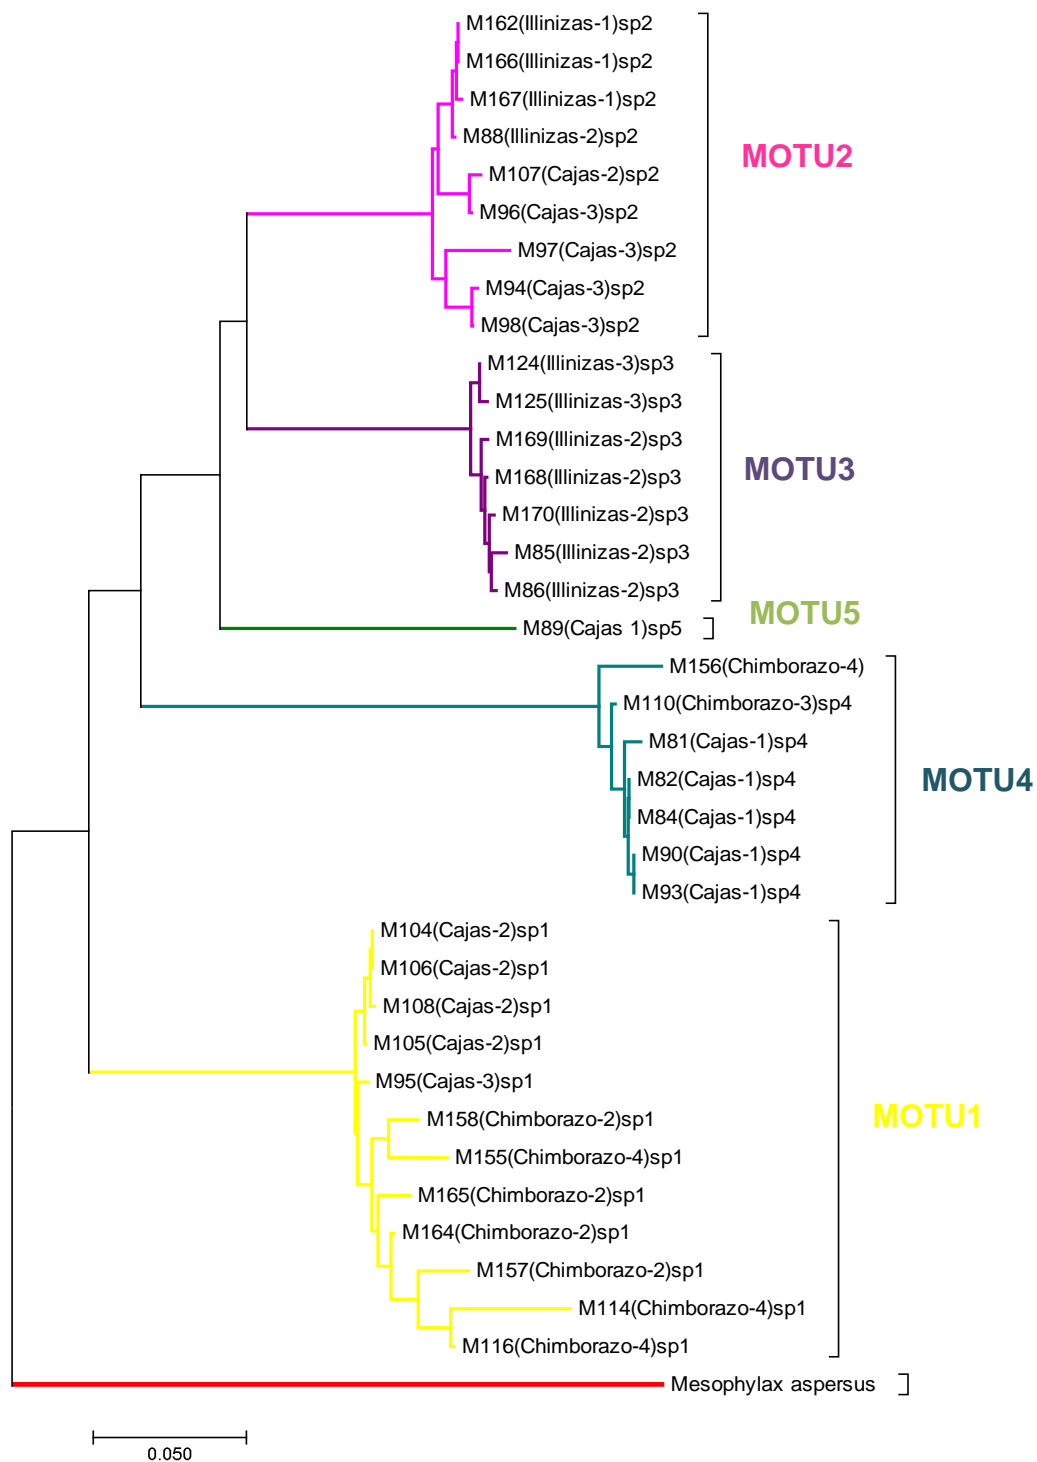 M162(Illinizas-1)sp2
M166(Illinizas-1)sp2
M167(Illinizas-1)sp2
M88(Illinizas-2)sp2
MOTU2
M107(Cajas-2)sp2
M96(Cajas-3)sp2
M97(Cajas-3)sp2
M94(Cajas-3)sp2
M98(Cajas-3)sp2
M124(Illinizas-3)sp3
M125(Illinizas-3)sp3
M169(Illinizas-2)sp3
MOTU3
M168(Illinizas-2)sp3
M170(Illinizas-2)sp3
M85(Illinizas-2)sp3
M86(Illinizas-2)sp3
MOTU5
M89(Cajas 1)sp5
M156(Chimborazo-4)
M110(Chimborazo-3)sp4
M81(Cajas-1)sp4
M82(Cajas-1)sp4
MOTU4
M84(Cajas-1)sp4
M90(Cajas-1)sp4
M93(Cajas-1)sp4
M104(Cajas-2)sp1
M106(Cajas-2)sp1
M108(Cajas-2)sp1
M105(Cajas-2)sp1
M95(Cajas-3)sp1
M158(Chimborazo-2)sp1
MOTU1
M155(Chimborazo-4)sp1
M165(Chimborazo-2)sp1
M164(Chimborazo-2)sp1
M157(Chimborazo-2)sp1
M114(Chimborazo-4)sp1
M116(Chimborazo-4)sp1
Mesophylax aspersus
0.050